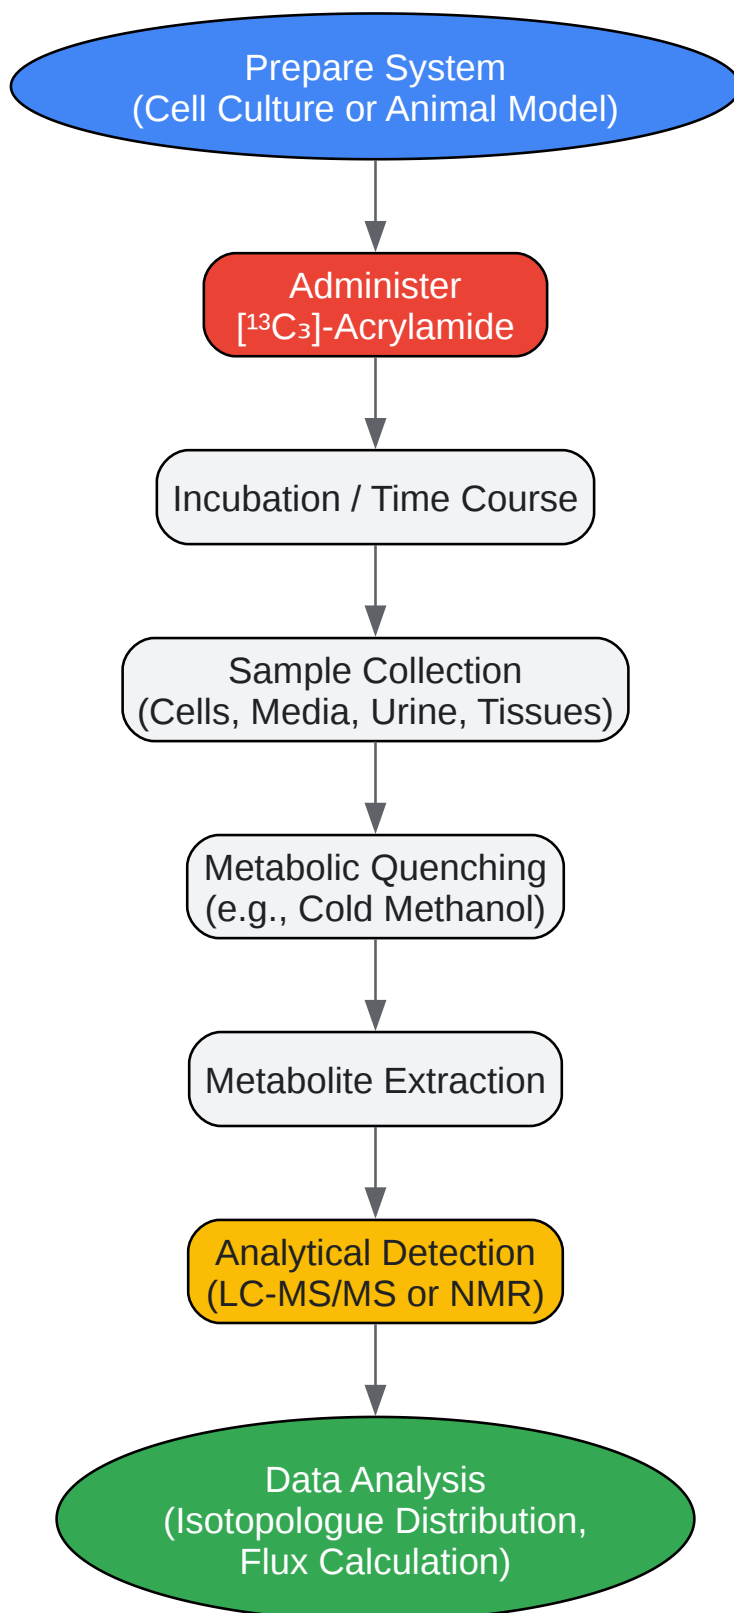 Prepare System
(Cell Culture or Animal Model)
Administer
[¹³C₃]-Acrylamide
Incubation / Time Course
Sample Collection
(Cells, Media, Urine, Tissues)
Metabolic Quenching
(e.g., Cold Methanol)
Metabolite Extraction
Analytical Detection
(LC-MS/MS or NMR)
Data Analysis
(Isotopologue Distribution,
Flux Calculation)